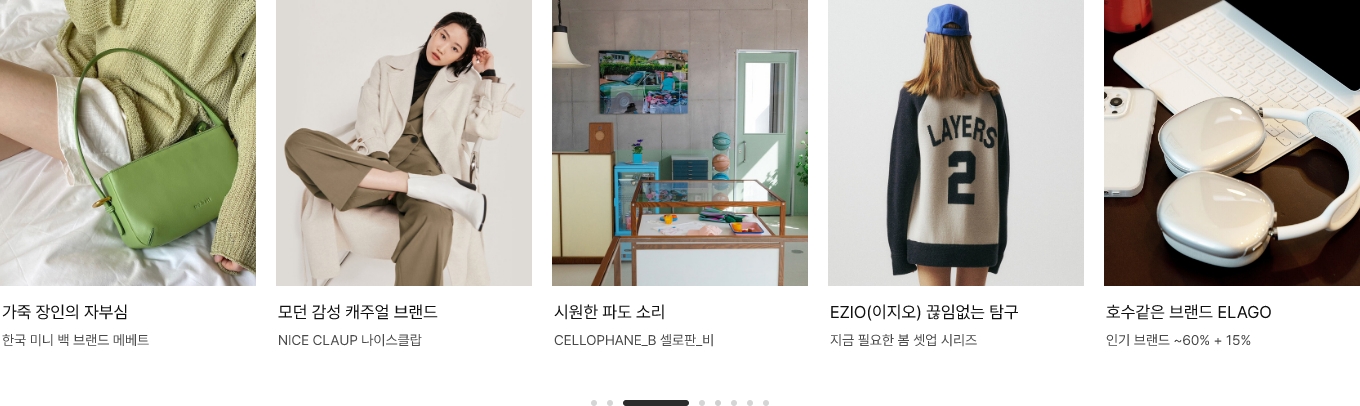 LAYERS
2
가죽 장인의 자부심
한국 미니 백 브랜드 메베트
모던 감성 캐주얼 브랜드
NICE CLAUP 나이스클랍
시원한 파도 소리
CELLOPHANE_B 셀로판_비
EZIO(이지오) 끊임없는 탐구
지금 필요한 봄 셋업 시리즈
호수같은 브랜드 ELAGO
인기 브랜드 ~60% + 15%